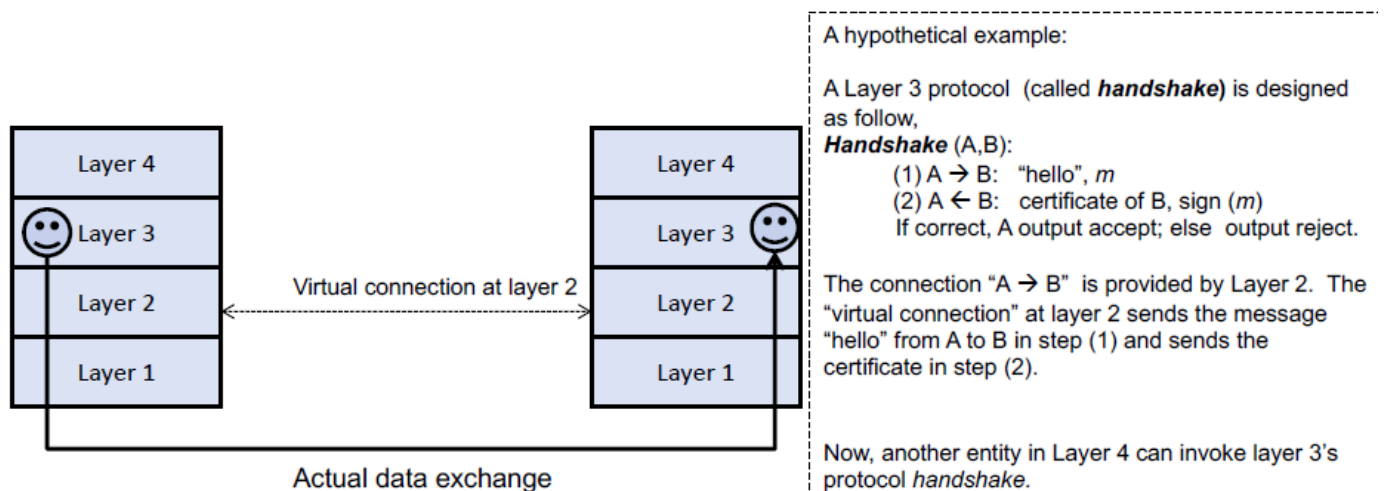 Layer 4
Layer 3
Layer 2
Layer 1
Virtual connection at layer 2
Layer 4
Layer 3
Layer 2
Layer 1
Actual data exchange
A hypothetical example:
A Layer 3 protocol (called handshake) is designed
as follow,
Handshake (A,B):
(1) A → B: “hello”, m
(2) A ← B: certificate of B, sign (m)
If correct, A output accept; else output reject.
The connection “A → B” is provided by Layer 2. The
“virtual connection” at layer 2 sends the message
“hello” from A to B in step (1) and sends the
certificate in step (2).
Now, another entity in Layer 4 can invoke layer 3’s
protocol handshake.